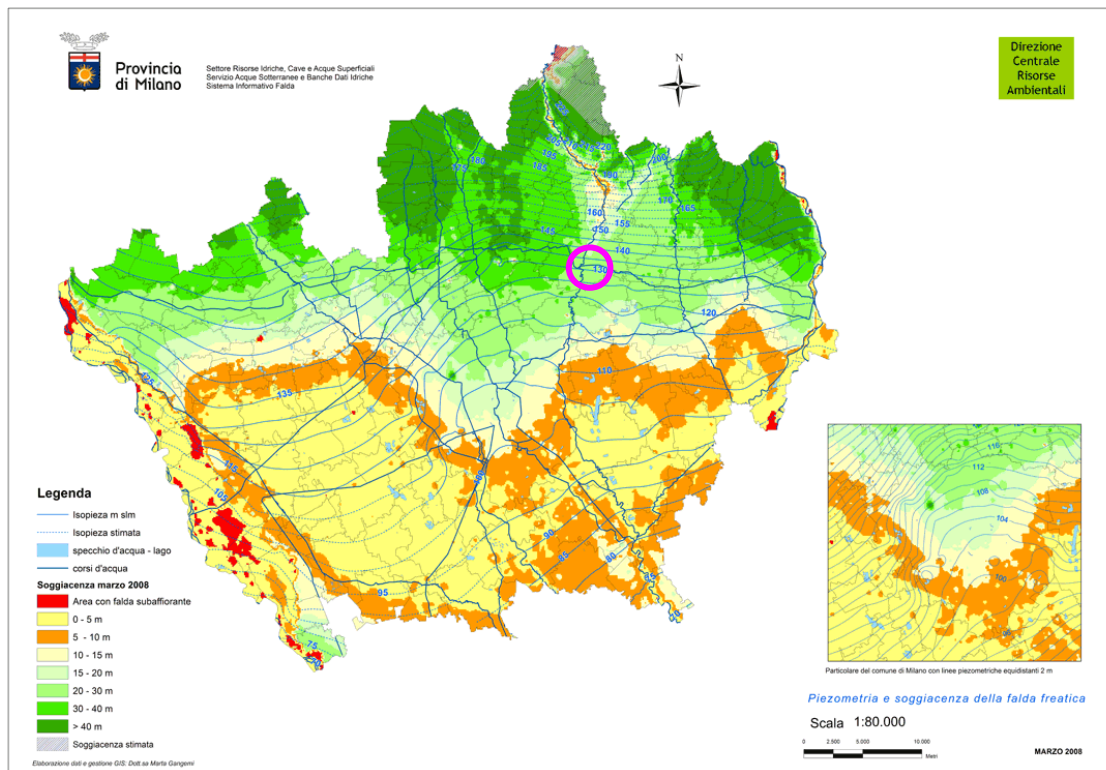 Provincia
di Milano
Settore Risorse Idriche, Cave e Acque Superficiali
Servizio Acque Sotterranee e Banche Dati Idriche
Sistema Informativo Falda
N
Direzione
Centrale
Risorse
Ambientali
205
210
215
220
195
185
180
175
190
200
170
165
160
155
150
145
140
130
120
110
125
135
115
105
100
90
85
80
95
75
116
112
108
104
100
96
Legenda
Isopieza m slm
Isopieza stimata
specchio d'acqua - lago
corsi d'acqua
Soggiacenza marzo 2008
Area con falda subaffiorante
0 - 5 m
5 - 10 m
10 - 15 m
15 - 20 m
20 - 30 m
30 - 40 m
> 40 m
Soggiacenza stimata
Elaborazione dati e gestione GIS: Dott.sa Marta Gangemi
Particolare del comune di Milano con linee piezometriche equidistanti 2 m
Piezometria e soggiacenza della falda freatica
Scala 1:80.000
0 2.500 5.000 10.000
Metri
MARZO 2008